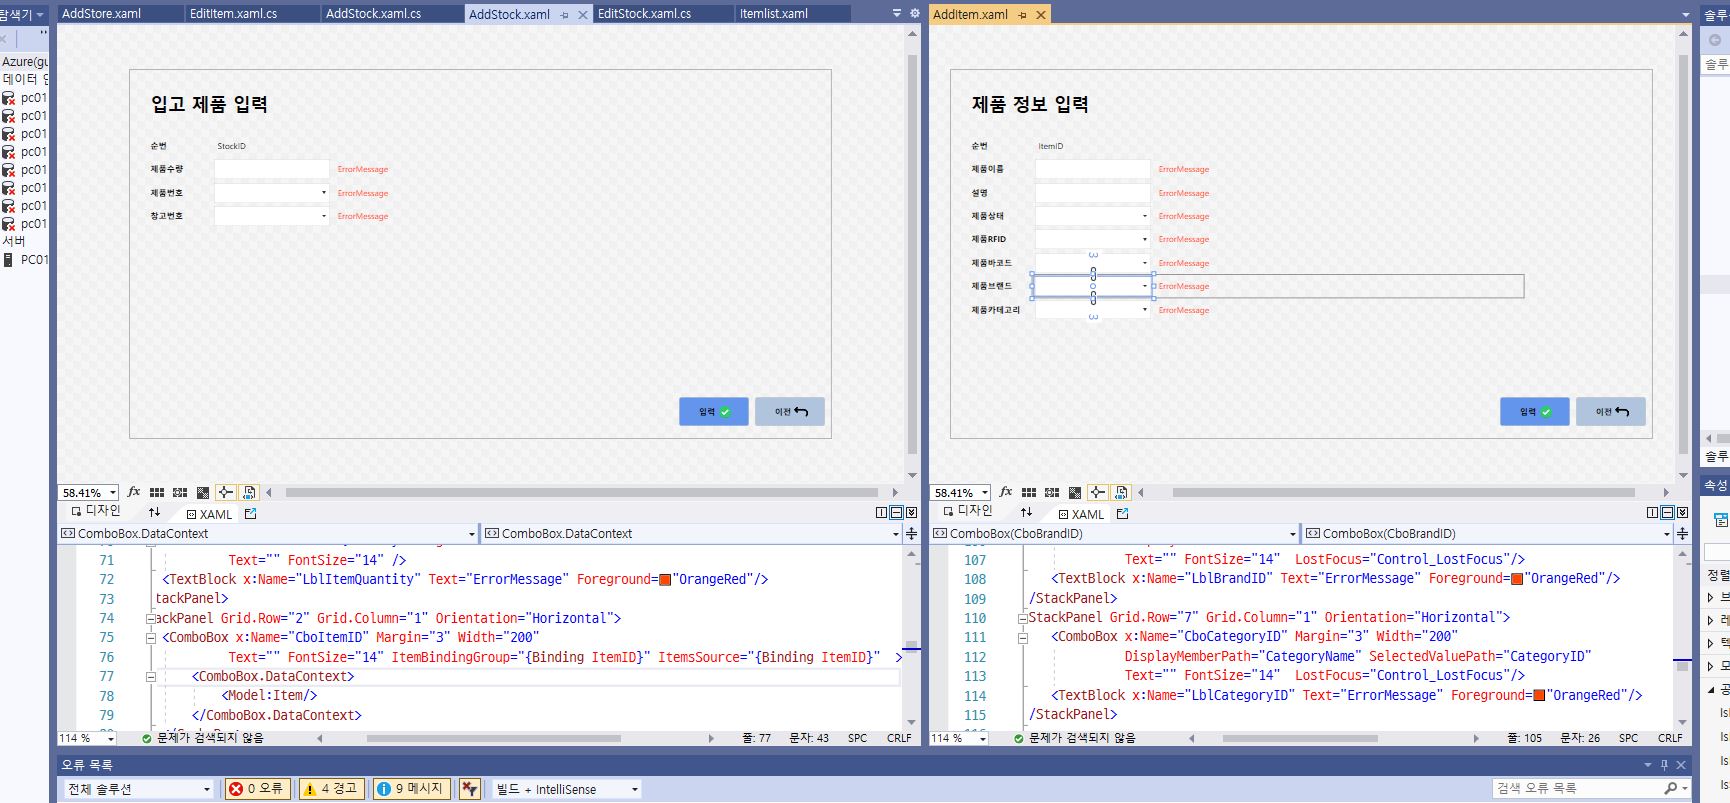 탐색기
AddStore.xaml EditItem.xaml.cs AddStock.xaml.cs AddStock.xaml EditStock.xaml.cs Itemlist.xaml
AddItem.xaml
솔루
Azure(gu
데이터 연
pc01
pc01
pc01
pc01
pc01
pc01
pc01
pc01
서버
PC01
입고 제품 입력
순번 StockID
제품수량 ErrorMessage
제품번호 ErrorMessage
창고번호 ErrorMessage
입력 이전
제품 정보 입력
순번 ItemID
제품이름 ErrorMessage
설명 ErrorMessage
제품상태 ErrorMessage
제품RFID ErrorMessage
제품바코드 ErrorMessage
제품브랜드 ErrorMessage
제품카테고리 ErrorMessage
3
3
입력 이전
솔루
솔루
속성
58.41% fx
디자인 XAML
ComboBox.DataContext ComboBox.DataContext
71 Text="" FontSize="14" />
72 <TextBlock x:Name="LblItemQuantity" Text="ErrorMessage" Foreground="OrangeRed"/>
73 tackPanel>
74 ackPanel Grid.Row="2" Grid.Column="1" Orientation="Horizontal">
75 <ComboBox x:Name="CboItemID" Margin="3" Width="200"
76 Text="" FontSize="14" ItemBindingGroup="{Binding ItemID}" ItemsSource="{Binding ItemID}" >
77 <ComboBox.DataContext>
78 <Model:Item/>
79 </ComboBox.DataContext>
114 % 문제가 검색되지 않음 줄: 77 문자: 43 SPC CRLF
58.41% fx
디자인 XAML
ComboBox(CboBrandID) ComboBox(CboBrandID)
107 Text="" FontSize="14" LostFocus="Control_LostFocus"/>
108 <TextBlock x:Name="LblBrandID" Text="ErrorMessage" Foreground="OrangeRed"/>
109 /StackPanel>
110 StackPanel Grid.Row="7" Grid.Column="1" Orientation="Horizontal">
111 <ComboBox x:Name="CboCategoryID" Margin="3" Width="200"
112 DisplayMemberPath="CategoryName" SelectedValuePath="CategoryID"
113 Text="" FontSize="14" LostFocus="Control_LostFocus"/>
114 <TextBlock x:Name="LblCategoryID" Text="ErrorMessage" Foreground="OrangeRed"/>
115 /StackPanel>
114 % 문제가 검색되지 않음 줄: 105 문자: 26 SPC CRLF
정렬
브
레
텍
모
공
Is
Is
Is
Is
오류 목록
전체 솔루션 0 오류 4 경고 9 메시지 빌드 + IntelliSense 검색 오류 목록